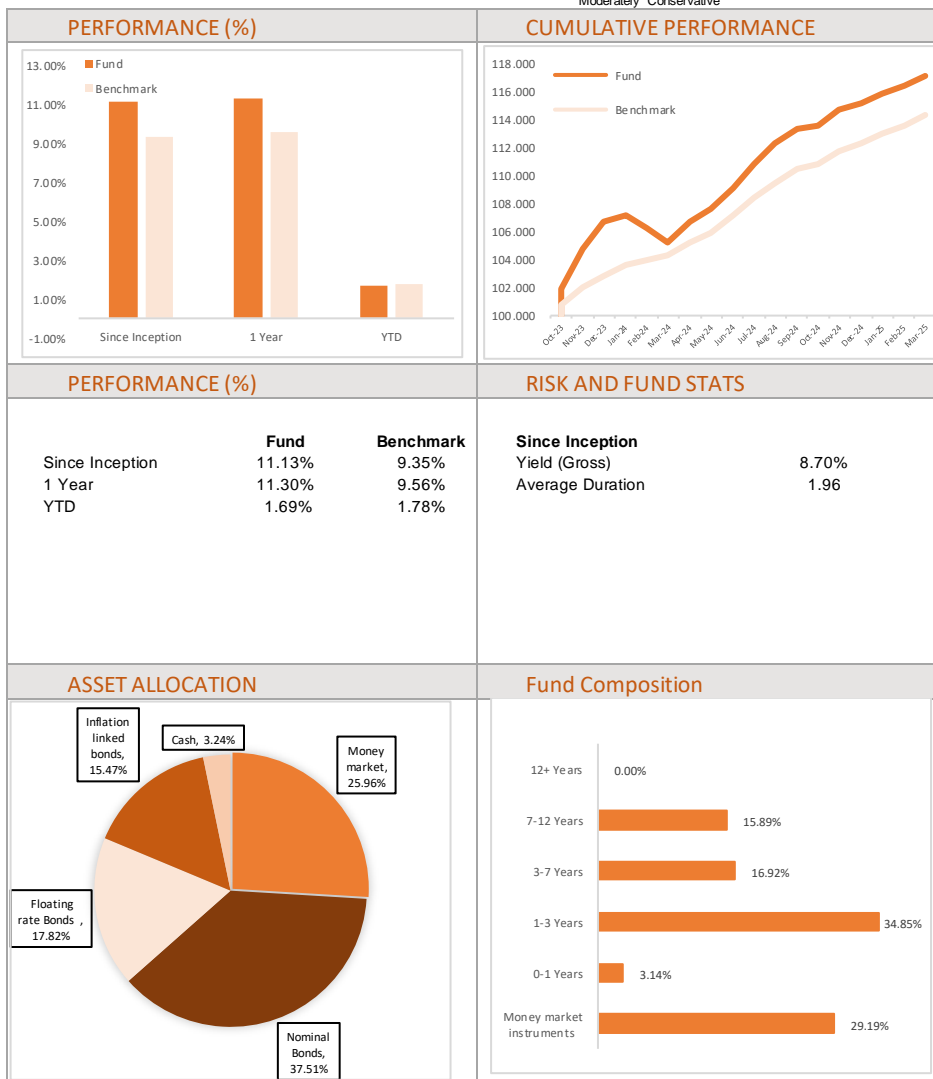 Moderately Conservative
PERFORMANCE (%)
13.00%
11.00%
9.00%
7.00%
5.00%
3.00%
1.00%
-1.00%
Fund
Benchmark
Since Inception 1 Year YTD
CUMULATIVE PERFORMANCE
118.000
116.000
114.000
112.000
110.000
108.000
106.000
104.000
102.000
100.000
Fund
Benchmark
Oct-23 Nov-23 Dec-23 Jan-24 Feb-24 Mar-24 Apr-24 May-24 Jun-24 Jul-24 Aug-24 Sep-24 Oct-24 Nov-24 Dec-24 Jan-25 Feb-25 Mar-25
PERFORMANCE (%)
Fund Benchmark
Since Inception 11.13% 9.35%
1 Year 11.30% 9.56%
YTD 1.69% 1.78%
RISK AND FUND STATS
Since Inception
Yield (Gross) 8.70%
Average Duration 1.96
ASSET ALLOCATION
Inflation
linked
bonds,
15.47%
Cash, 3.24%
Money
market,
25.96%
Floating
rate Bonds ,
17.82%
Nominal
Bonds,
37.51%
Fund Composition
12+ Years 0.00%
7-12 Years 15.89%
3-7 Years 16.92%
1-3 Years 34.85%
0-1 Years 3.14%
Money market
instruments 29.19%